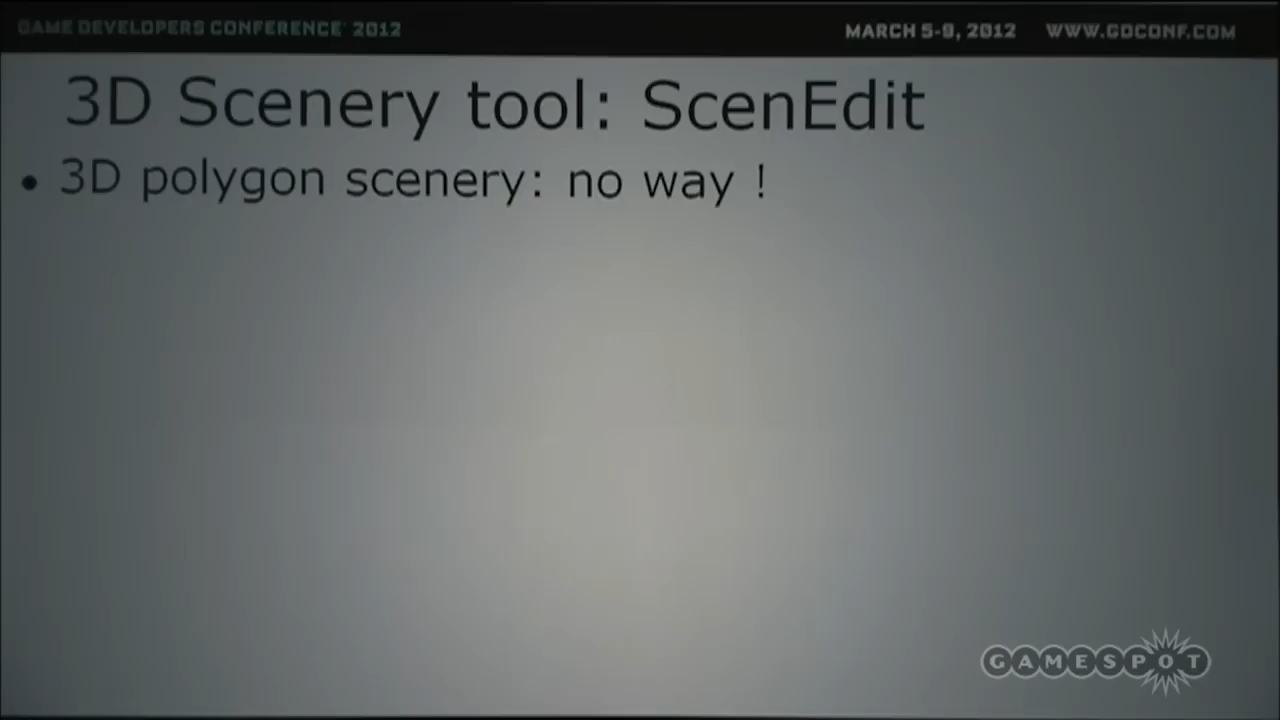 GAME DEVELOPERS CONFERENCE 2012
MARCH 5-9, 2012 WWW.GDCONF.COM
3D Scenery tool: ScenEdit
• 3D polygon scenery: no way !
GAMESPOT